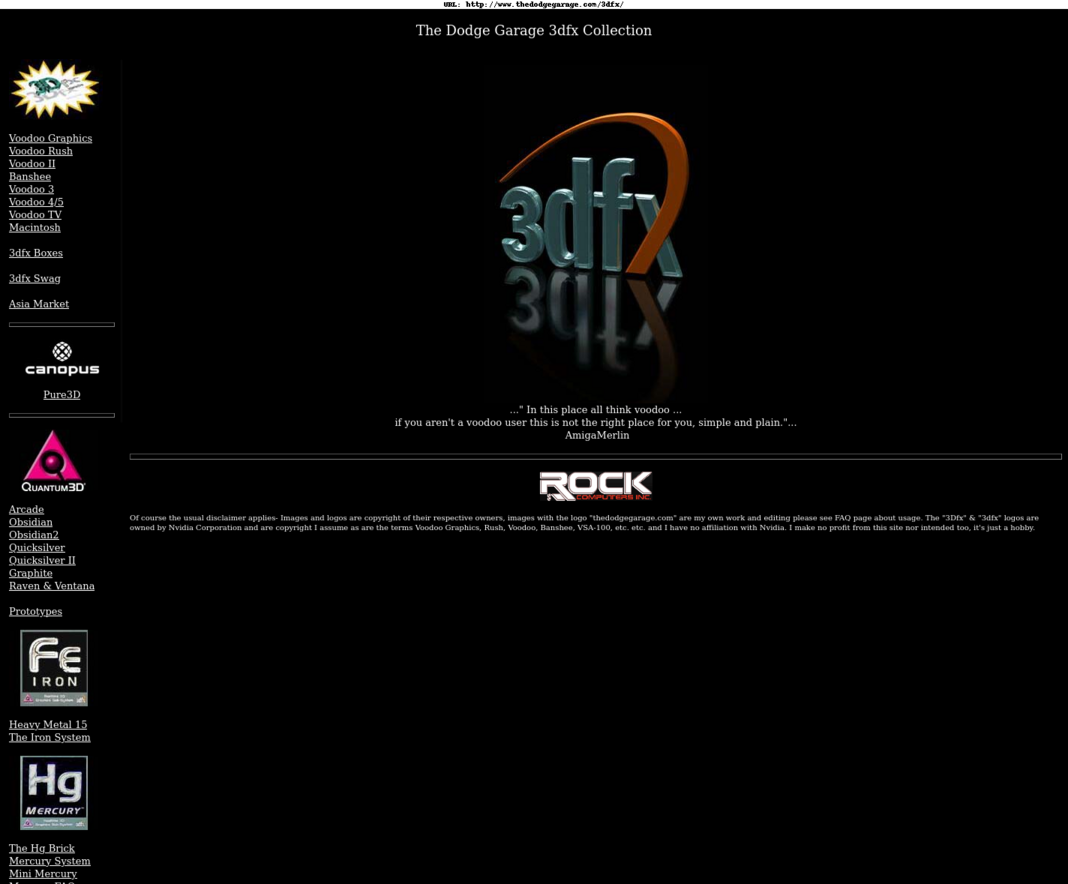 URL: http://www.thedodgegarage.com/3dfx/
The Dodge Garage 3dfx Collection
3D
Voodoo Graphics
Voodoo Rush
Voodoo II
Banshee
Voodoo 3
Voodoo 4/5
Voodoo TV
Macintosh
3dfx Boxes
3dfx Swag
Asia Market
canopus
Pure3D
QUANTUM3D
Arcade
Obsidian
Obsidian2
Quicksilver
Quicksilver II
Graphite
Raven & Ventana
Prototypes
Fe
IRON
Heavy Metal 15
The Iron System
Hg
MERCURY
The Hg Brick
Mercury System
Mini Mercury
3dfx
..." In this place all think voodoo ...
if you aren't a voodoo user this is not the right place for you, simple and plain."...
AmigaMerlin
ROCK
COMPUTERS INC.
Of course the usual disclaimer applies- Images and logos are copyright of their respective owners, images with the logo "thedodgegarage.com" are my own work and editing please see FAQ page about usage. The "3Dfx" & "3dfx" logos are
owned by Nvidia Corporation and are copyright I assume as are the terms Voodoo Graphics, Rush, Voodoo, Banshee, VSA-100, etc. etc. and I have no affiliation with Nvidia. I make no profit from this site nor intended too, it's just a hobby.